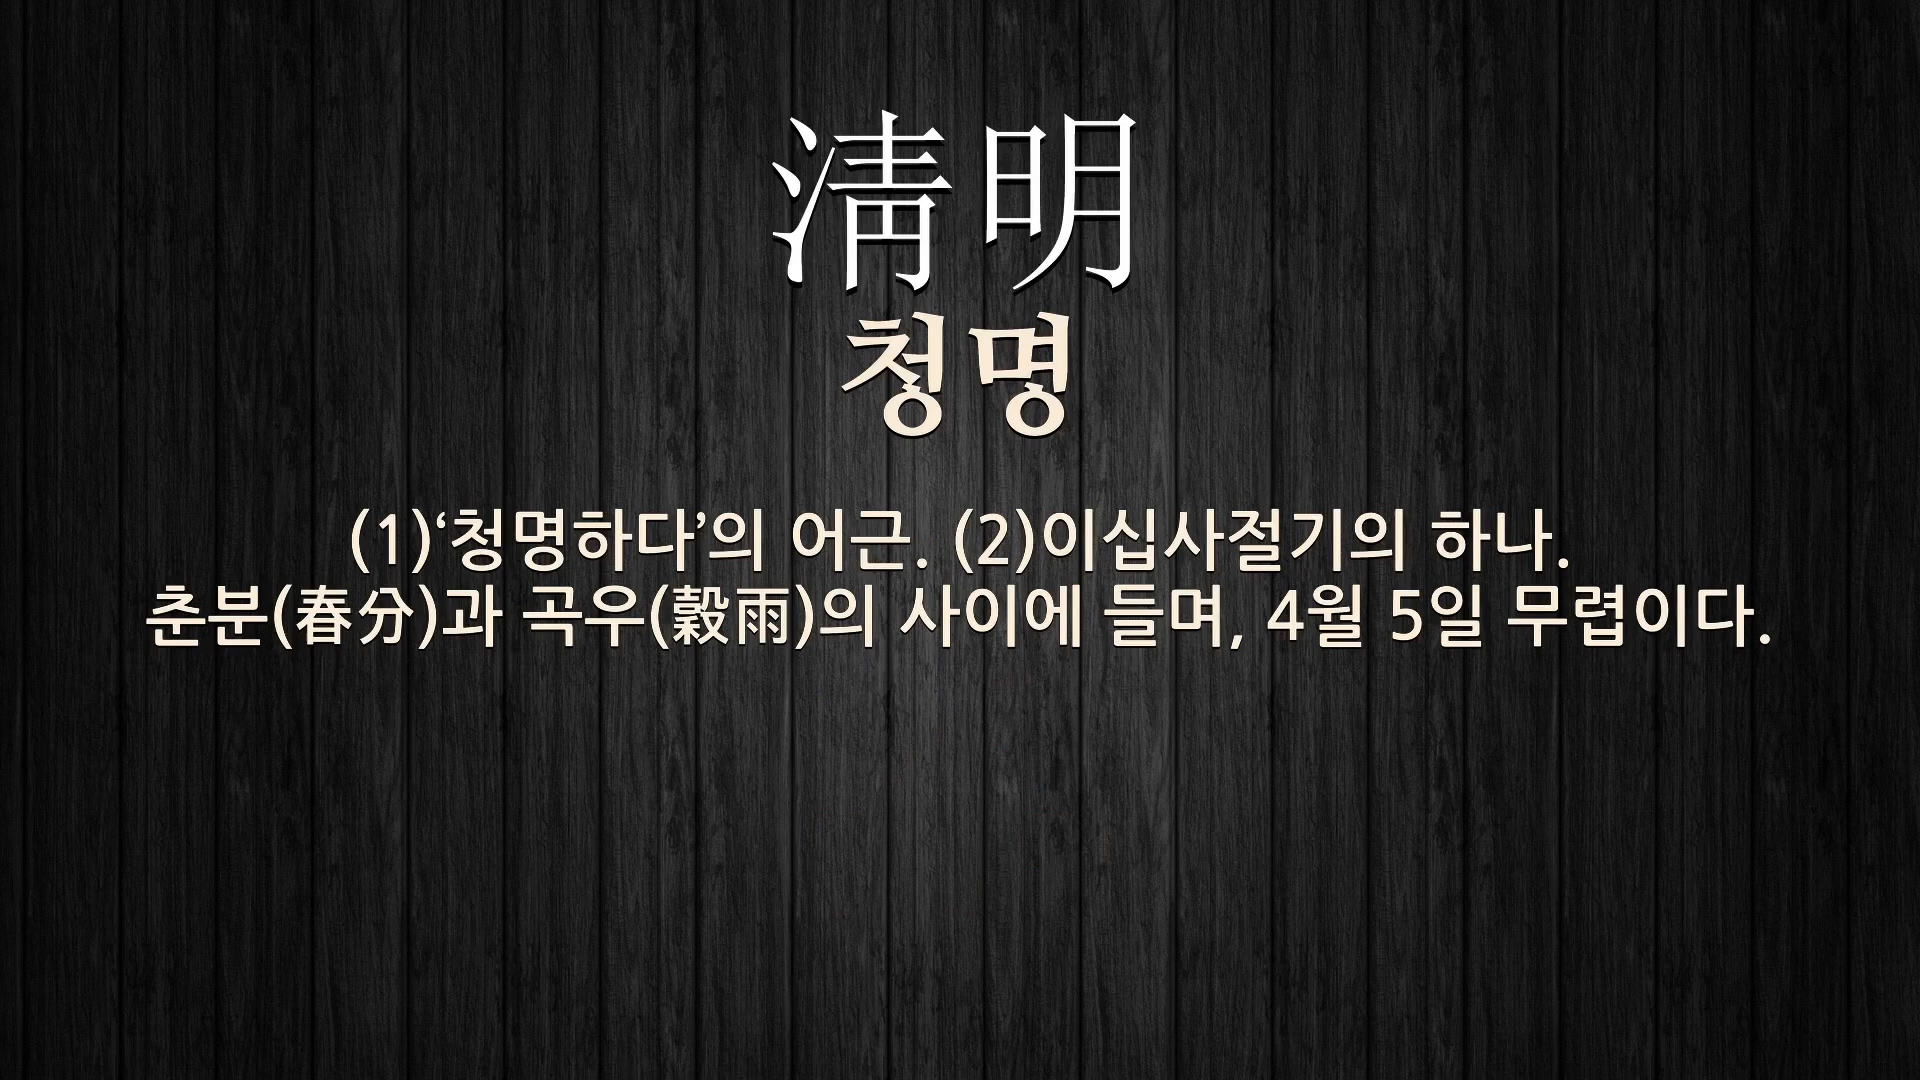 淸明
청명
(1)‘청명하다’의 어근. (2)이십사절기의 하나.
춘분(春分)과 곡우(穀雨)의 사이에 들며, 4월 5일 무렵이다.